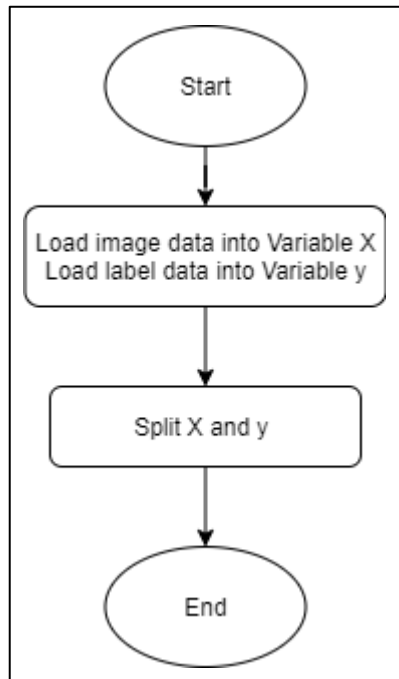 Start
Load image data into Variable X
Load label data into Variable y
Split X and y
End